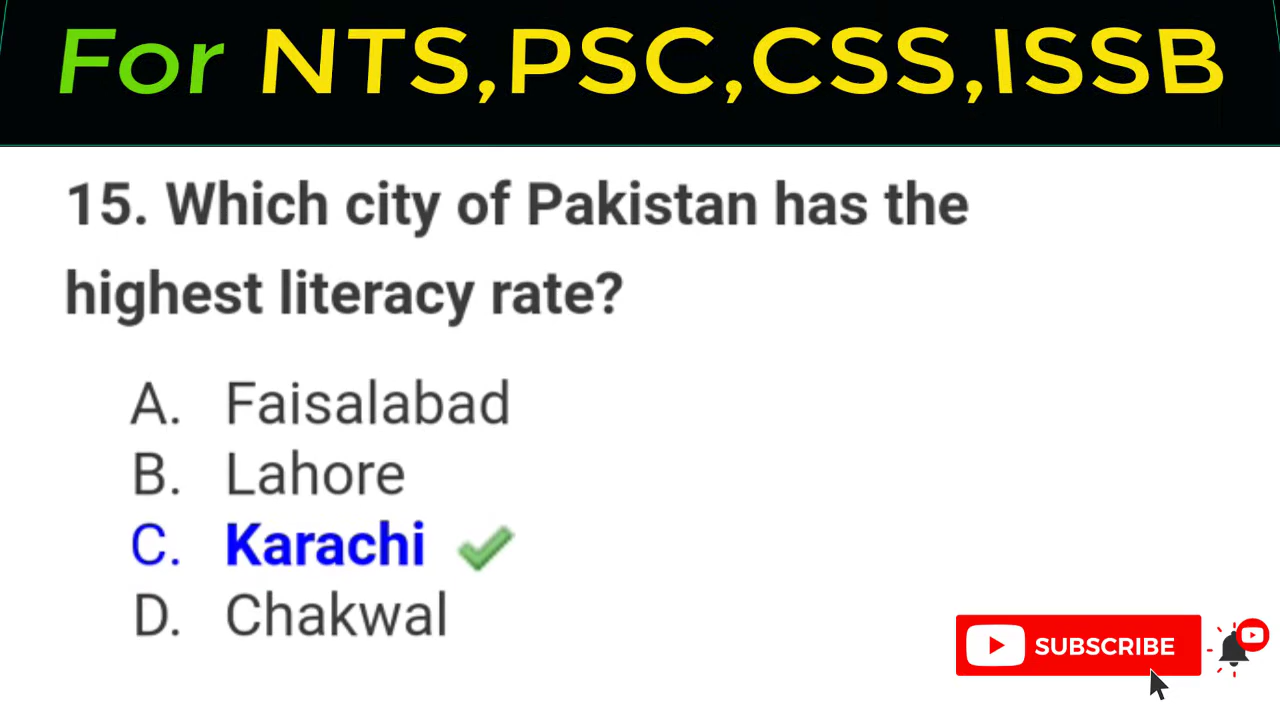 For NTS,PSC,CSS,ISSB
15. Which city of Pakistan has the
highest literacy rate?
A. Faisalabad
B. Lahore
C. Karachi
D. Chakwal
SUBSCRIBE